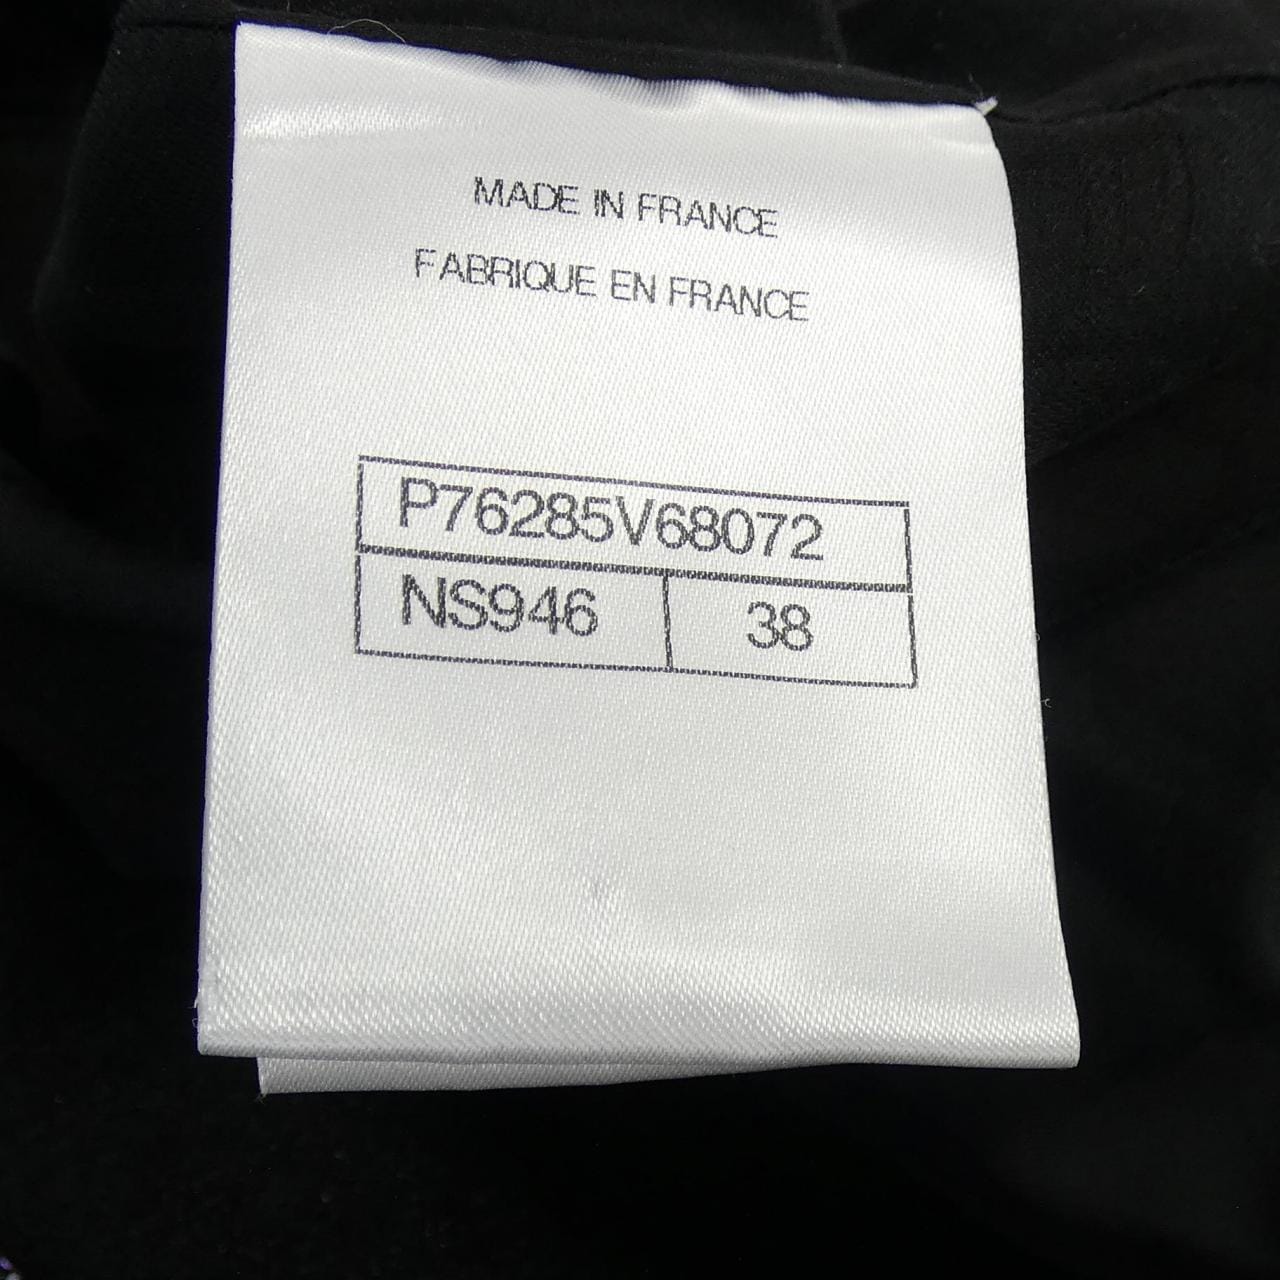 MADE IN FRANCE
FABRIQUE EN FRANCE
P76285V68072
NS946 38